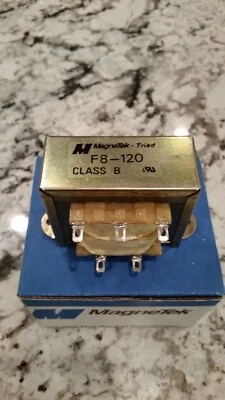 MagneTek - Triad
F8-120
CLASS B
MagneTek